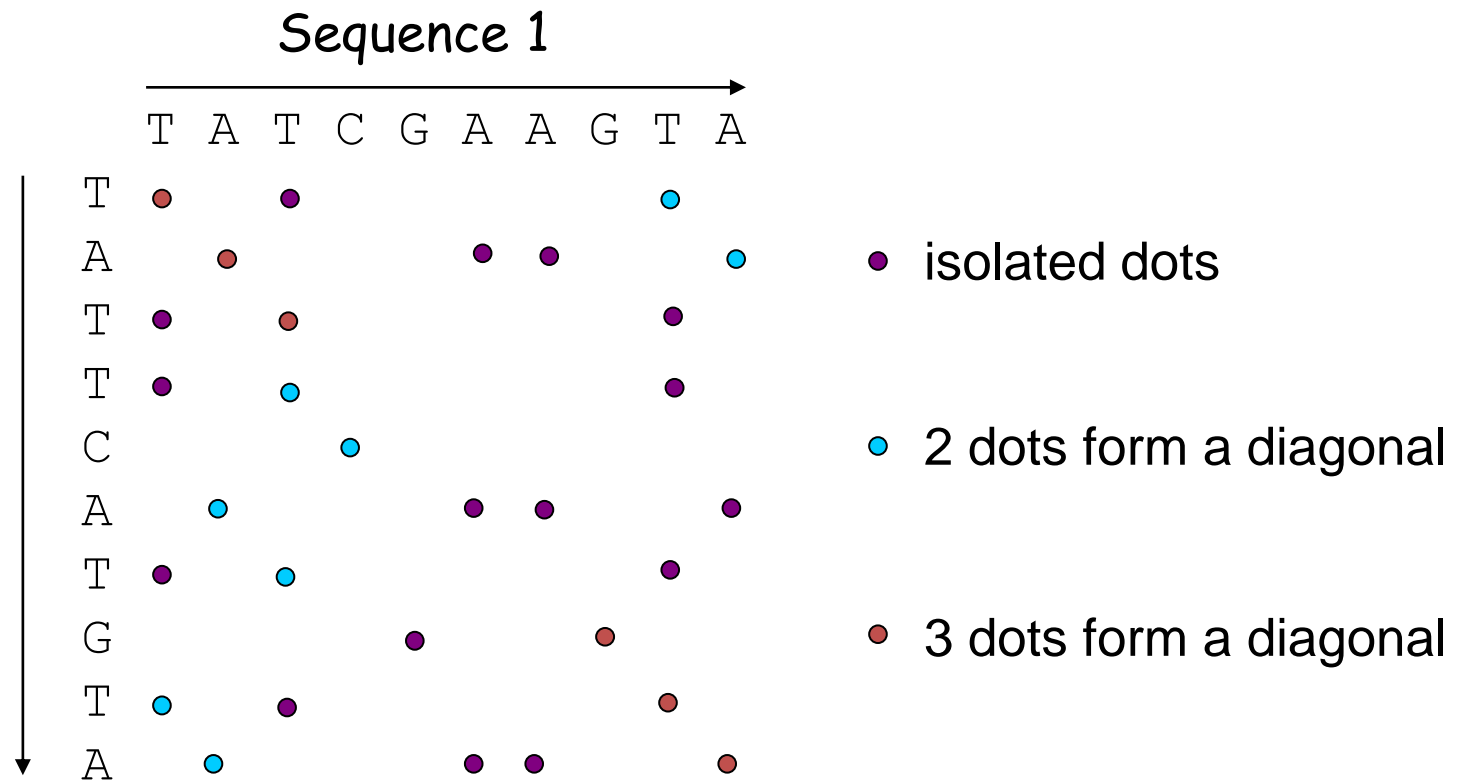 Sequence 1
T A T C G A A G T A
T
A
isolated dots
T
T
C
2 dots form a diagonal
A
T
G
3 dots form a diagonal
T
A